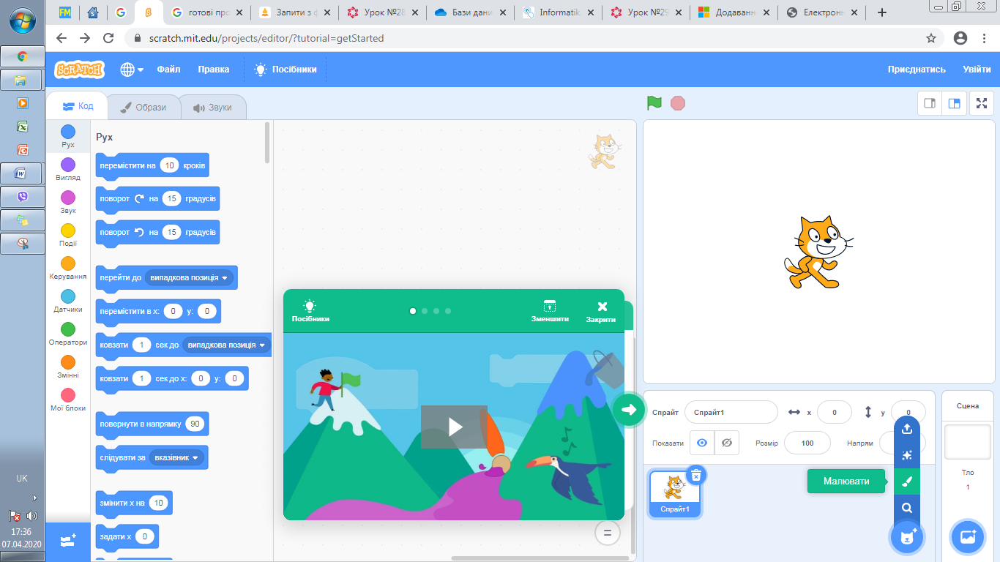 FM
готові про
Запити з ф
Урок №28
Бази дани
Informatik
Урок №29
Додаванн
Електронн
scratch.mit.edu/projects/editor/?tutorial=getStarted
SCRATCH
Файл
Правка
Посібники
Приєднатись
Увійти
Код
Образи
Звуки
Рух
Вигляд
Звук
Події
Керування
Датчики
Оператори
Змінні
Мої блоки
Рух
перемістити на 10 кроків
поворот на 15 градусів
поворот на 15 градусів
перейти до випадкова позиція
перемістити в x: 0 y: 0
ковзати 1 сек до випадкова позиція
ковзати 1 сек до x: 0 y: 0
повернути в напрямку 90
слідувати за вказівник
змінити x на 10
задати x 0
Посібники
Зменшити
Закрити
Спрайт Спрайт1 x 0 y 0
Показати Розмір 100 Напрям
Спрайт1
Малювати
Сцена
Тло
1
UK
17:36
07.04.2020